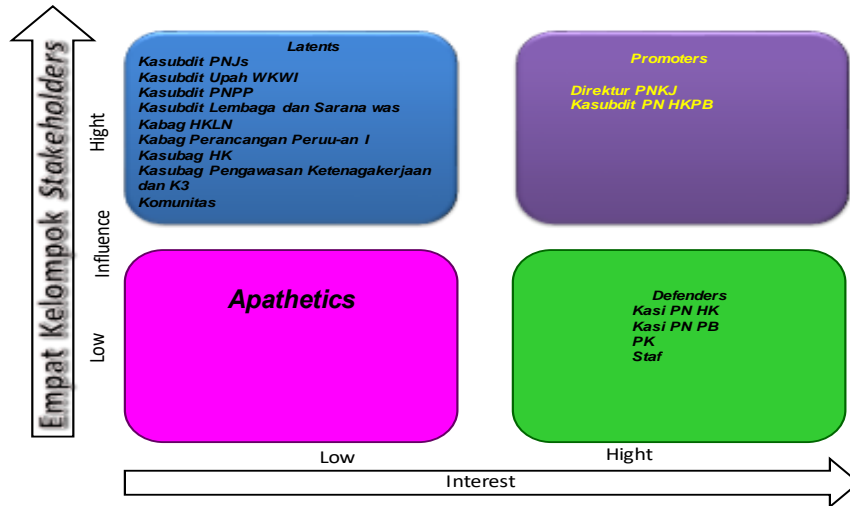 Empat Kelompok Stakeholders
Hight
Influence
Low
Latents
Kasubdit PNJs
Kasubdit Upah WKWI
Kasubdit PNPP
Kasubdit Lembaga dan Sarana was
Kabag HKLN
Kabag Perancangan Peruu-an I
Kasubag HK
Kasubag Pengawasan Ketenagakerjaan
dan K3
Komunitas
Promoters
Direktur PNKJ
Kasubdit PN HKPB
Apathetics
Defenders
Kasi PN HK
Kasi PN PB
PK
Staf
Low
Hight
Interest